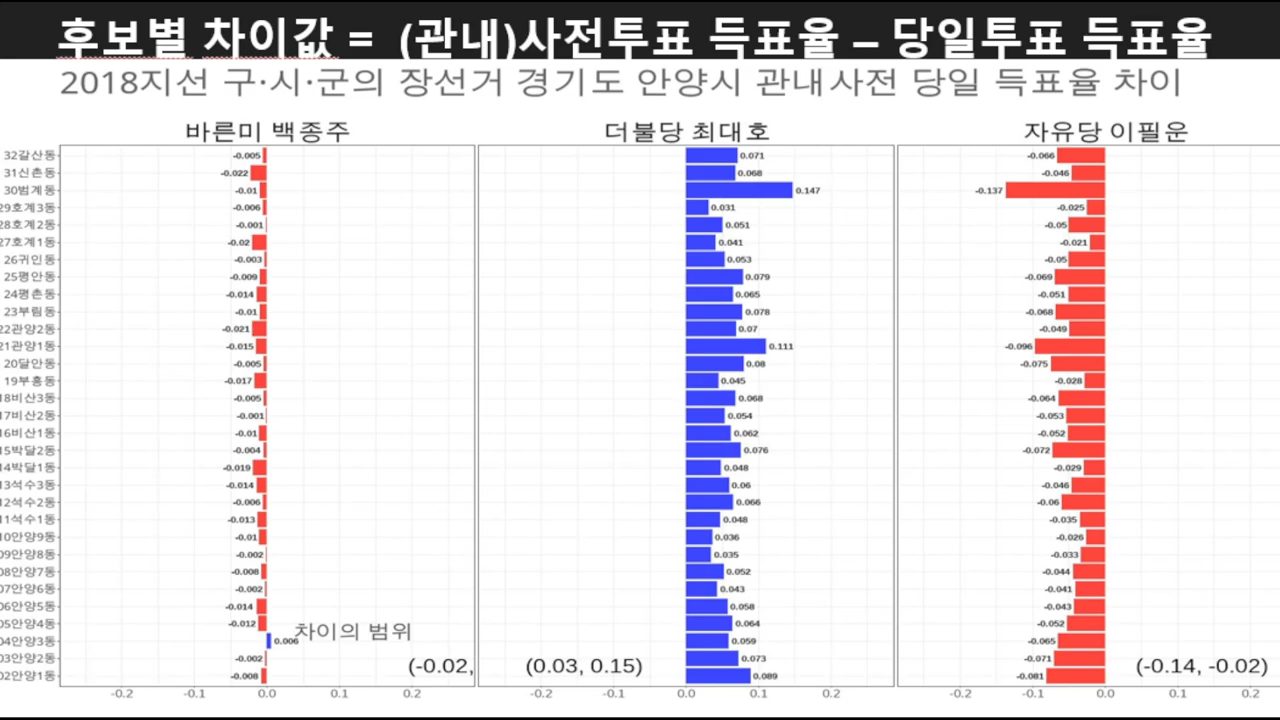 후보별 차이값 = (관내)사전투표 득표율 – 당일투표 득표율
2018지선 구·시·군의 장선거 경기도 안양시 관내사전 당일 득표율 차이
바른미 백종주 더불당 최대호 자유당 이필운
32갈산동 -0.005 0.071 -0.066
31신촌동 -0.022 0.068 -0.046
30범계동 -0.01 0.147 -0.137
29호계3동 -0.006 0.031 -0.025
28호계2동 -0.001 0.051 -0.05
27호계1동 -0.02 0.041 -0.021
26귀인동 -0.003 0.053 -0.05
25평안동 -0.009 0.079 -0.069
24평촌동 -0.014 0.065 -0.051
23부림동 -0.01 0.078 -0.068
22관양2동 -0.021 0.07 -0.049
21관양1동 -0.015 0.111 -0.096
20달안동 -0.005 0.08 -0.075
19부흥동 -0.017 0.045 -0.028
18비산3동 -0.005 0.068 -0.064
17비산2동 -0.001 0.054 -0.053
16비산1동 -0.01 0.062 -0.052
15박달2동 -0.004 0.076 -0.072
14박달1동 -0.019 0.048 -0.029
13석수3동 -0.014 0.06 -0.046
12석수2동 -0.006 0.066 -0.06
11석수1동 -0.013 0.048 -0.035
10안양9동 -0.01 0.036 -0.026
09안양8동 -0.002 0.035 -0.033
08안양7동 -0.008 0.052 -0.044
07안양6동 -0.002 0.043 -0.041
06안양5동 -0.014 0.058 -0.043
05안양4동 -0.012 0.064 -0.052
차이의 범위
04안양3동 0.006 0.059 -0.065
03안양2동 -0.002 0.073 -0.071
(-0.02, (0.03, 0.15) (-0.14, -0.02)
02안양1동 -0.008 0.089 -0.081
-0.2 -0.1 0.0 0.1 0.2 -0.2 -0.1 0.0 0.1 0.2 -0.2 -0.1 0.0 0.1 0.2